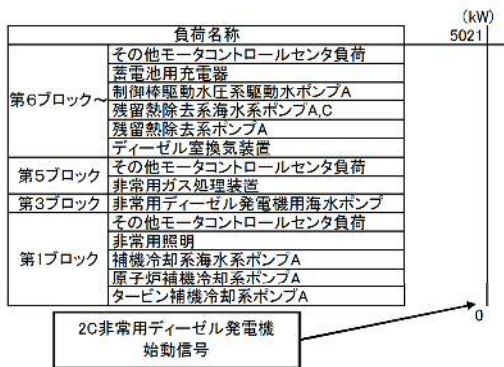 (kW)
負荷名称
5021
第6ブロック～
その他モータコントロールセンタ負荷
蓄電池用充電器
制御棒駆動水圧系駆動水ポンプA
残留熱除去系海水系ポンプA,C
残留熱除去系ポンプA
ディーゼル室換気装置
第5ブロック
その他モータコントロールセンタ負荷
非常用ガス処理装置
第3ブロック
非常用ディーゼル発電機用海水ポンプ
第1ブロック
その他モータコントロールセンタ負荷
非常用照明
補機冷却系海水系ポンプA
原子炉補機冷却系ポンプA
タービン補機冷却系ポンプA
0
2C非常用ディーゼル発電機
始動信号